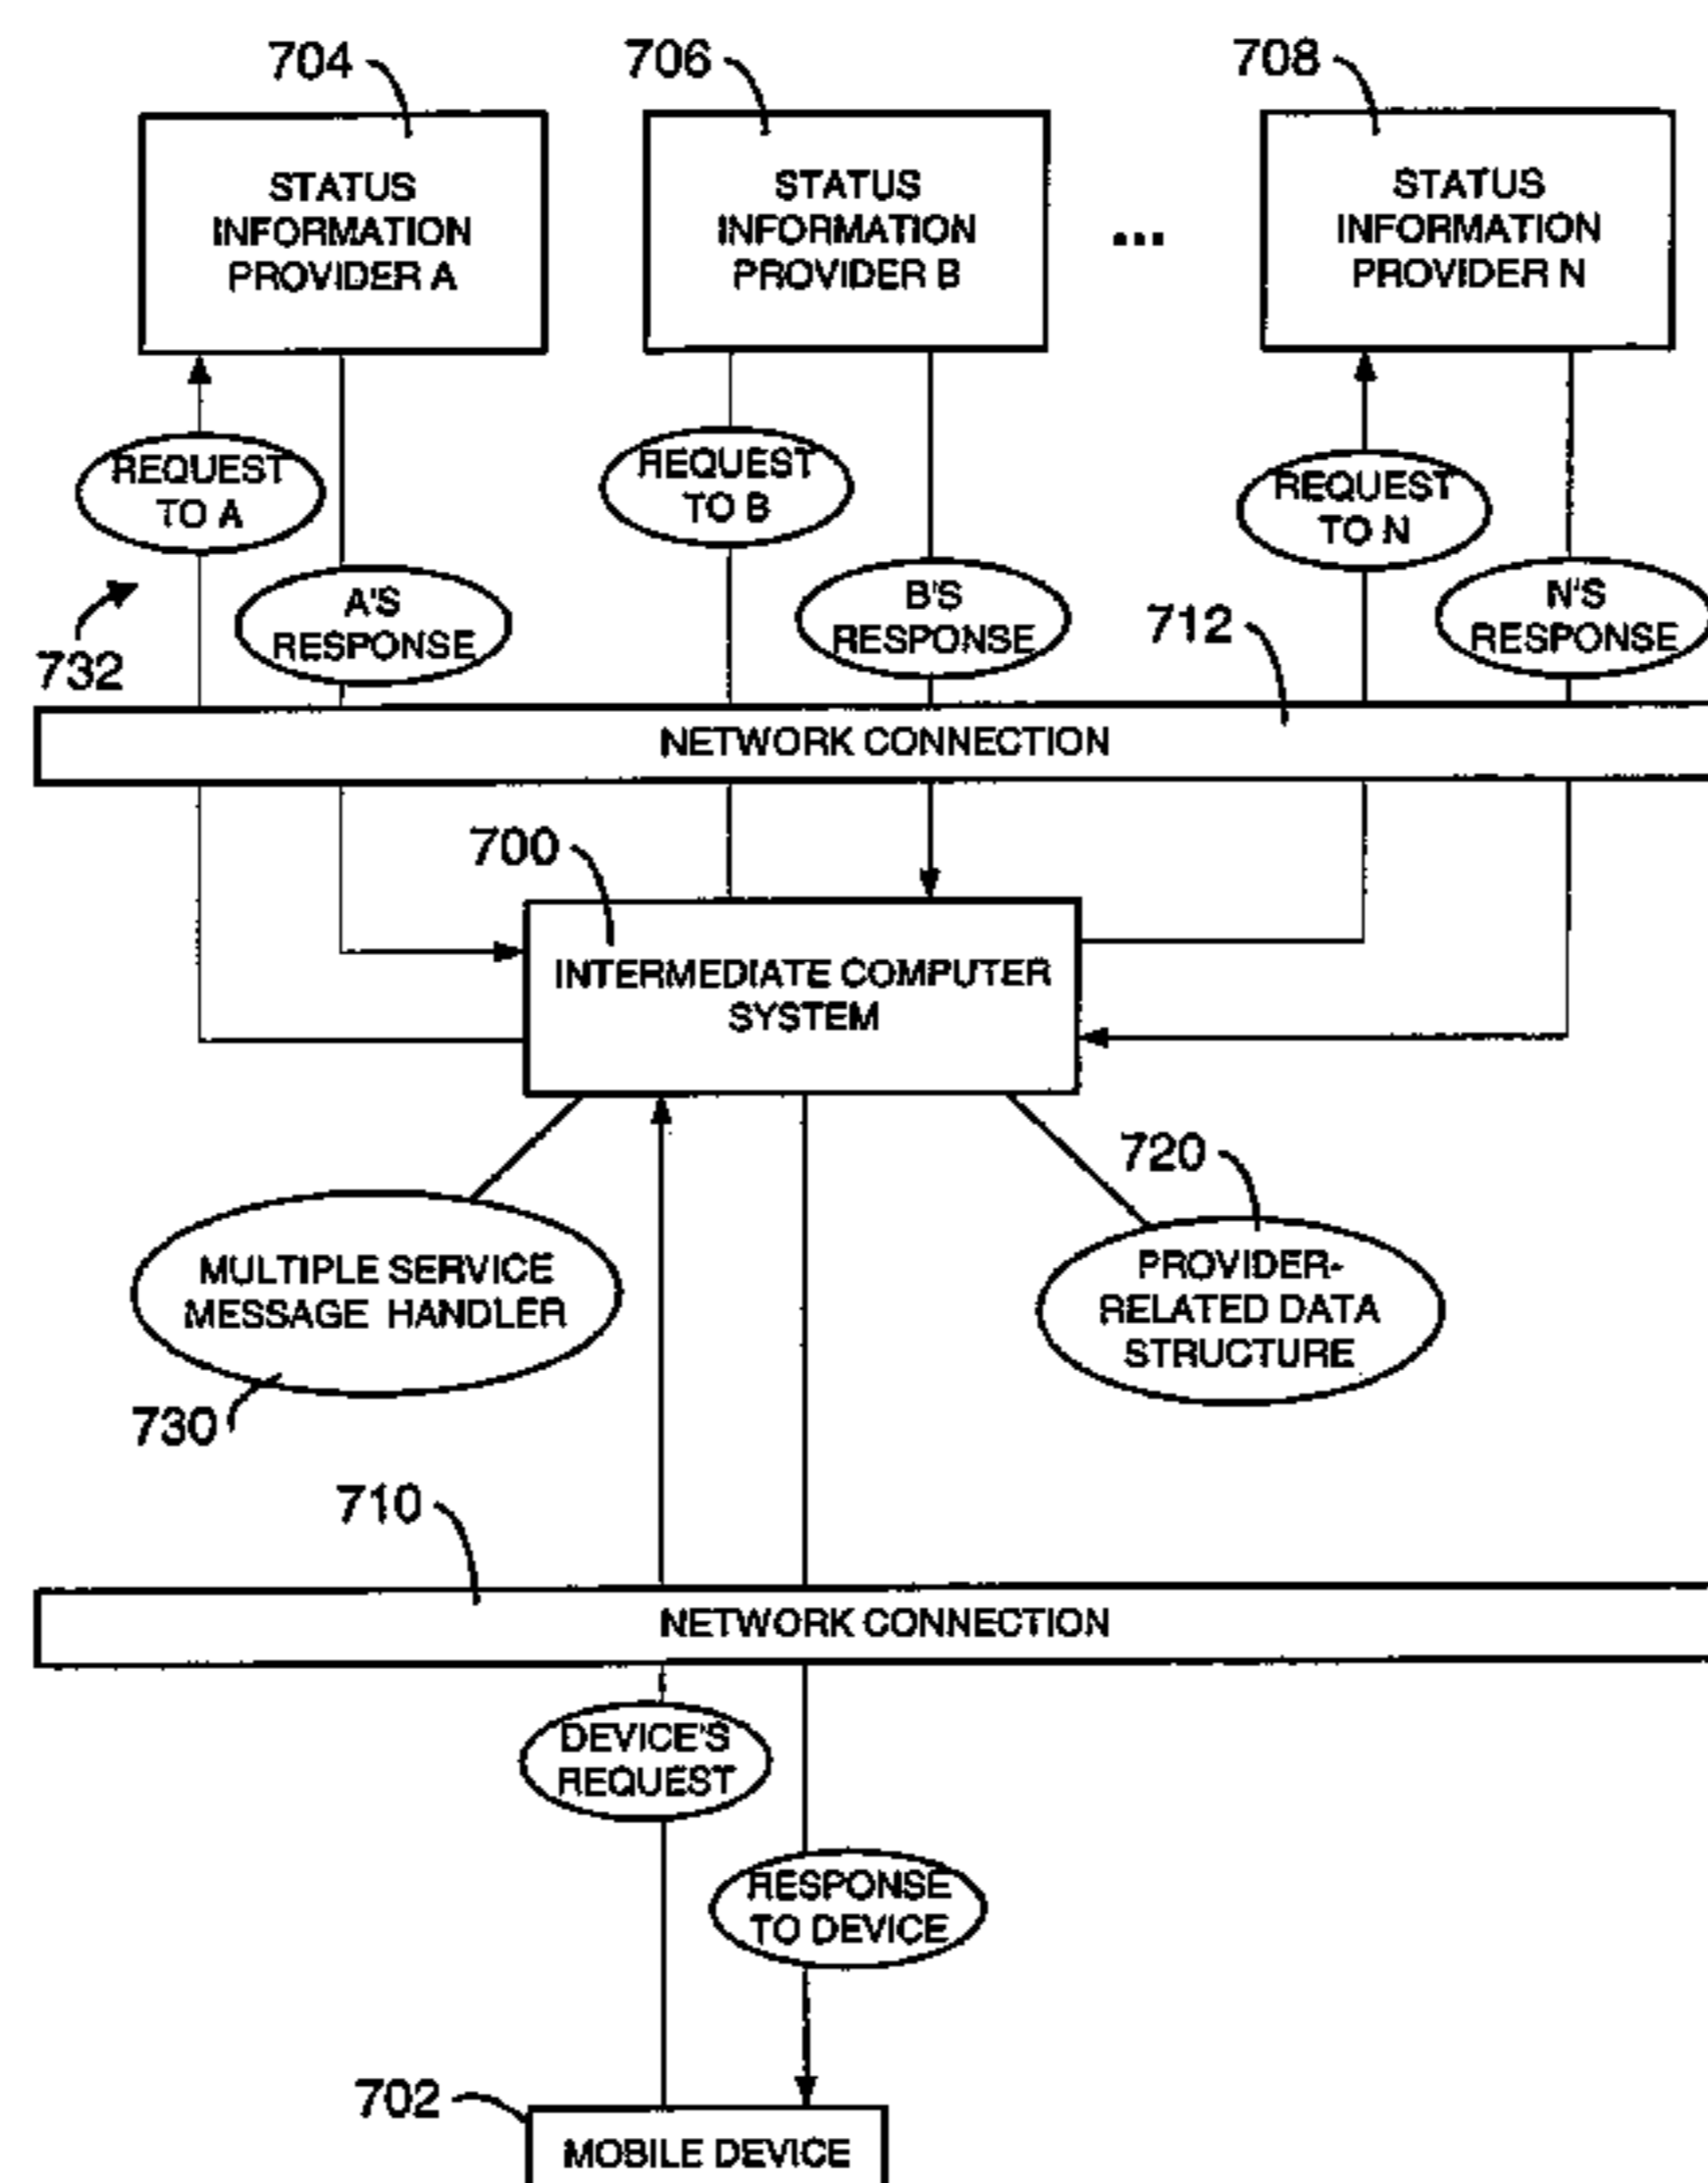 704
706
708
STATUS
INFORMATION
PROVIDER A
STATUS
INFORMATION
PROVIDER B
...
STATUS
INFORMATION
PROVIDER N
REQUEST
TO A
REQUEST
TO B
REQUEST
TO N
A'S
RESPONSE
B'S
RESPONSE
N'S
RESPONSE
732
712
NETWORK CONNECTION
700
INTERMEDIATE COMPUTER
SYSTEM
720
MULTIPLE SERVICE
MESSAGE HANDLER
PROVIDER-
RELATED DATA
STRUCTURE
730
710
NETWORK CONNECTION
DEVICE'S
REQUEST
RESPONSE
TO DEVICE
702
MOBILE DEVICE